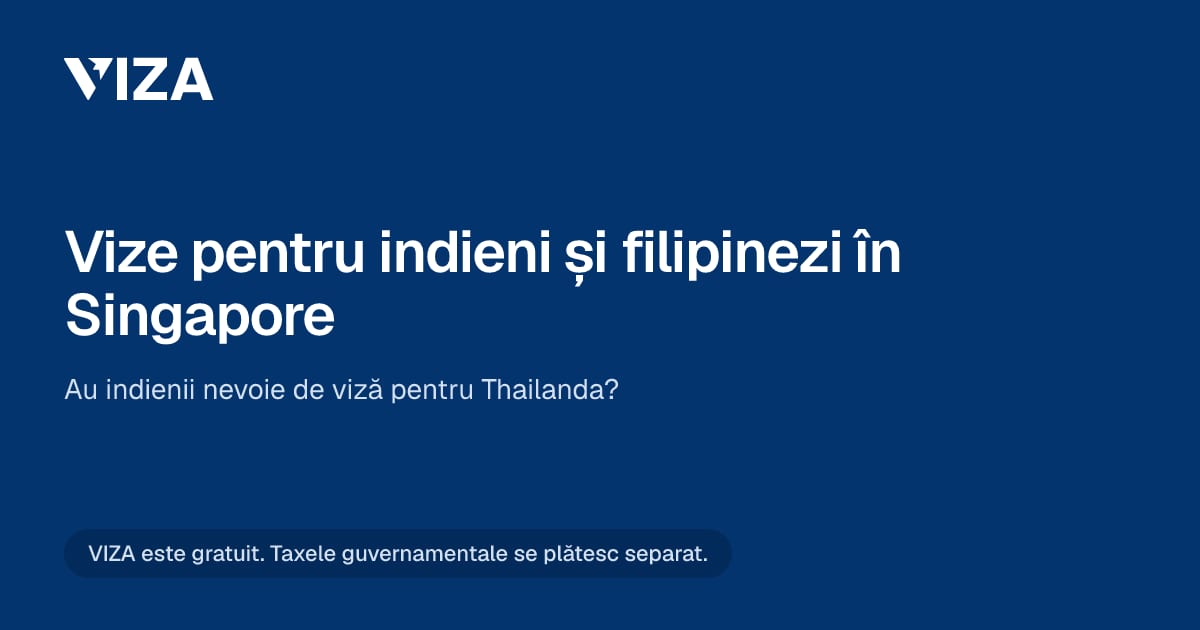 VIZA
Vize pentru indieni și filipinezi în
Singapore
Au indienii nevoie de viză pentru Thailanda?
VIZA este gratuit. Taxele guvernamentale se plătesc separat.